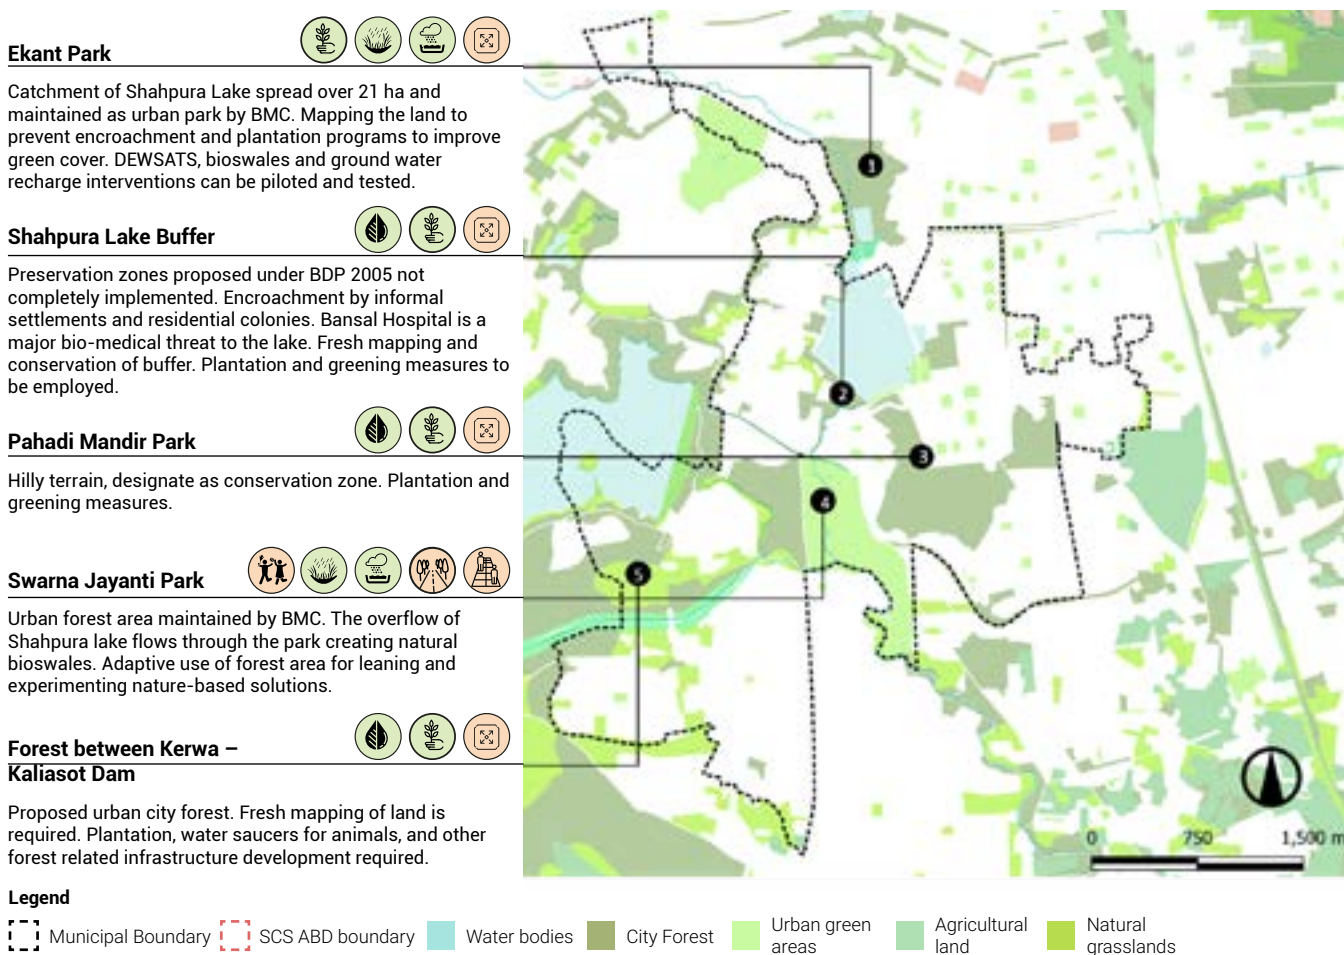 Ekant Park
Catchment of Shahpura Lake spread over 21 ha and
maintained as urban park by BMC. Mapping the land to
prevent encroachment and plantation programs to improve
green cover. DEWSATS, bioswales and ground water
recharge interventions can be piloted and tested.
Shahpura Lake Buffer
Preservation zones proposed under BDP 2005 not
completely implemented. Encroachment by informal
settlements and residential colonies. Bansal Hospital is a
major bio-medical threat to the lake. Fresh mapping and
conservation of buffer. Plantation and greening measures to
be employed.
Pahadi Mandir Park
Hilly terrain, designate as conservation zone. Plantation and
greening measures.
Swarna Jayanti Park
Urban forest area maintained by BMC. The overflow of
Shahpura lake flows through the park creating natural
bioswales. Adaptive use of forest area for leaning and
experimenting nature-based solutions.
Forest between Kerwa –
Kaliasot Dam
Proposed urban city forest. Fresh mapping of land is
required. Plantation, water saucers for animals, and other
forest related infrastructure development required.
1
2
3
4
5
0 750 1,500 m
Legend
Municipal Boundary
SCS ABD boundary
Water bodies
City Forest
Urban green
areas
Agricultural
land
Natural
grasslands